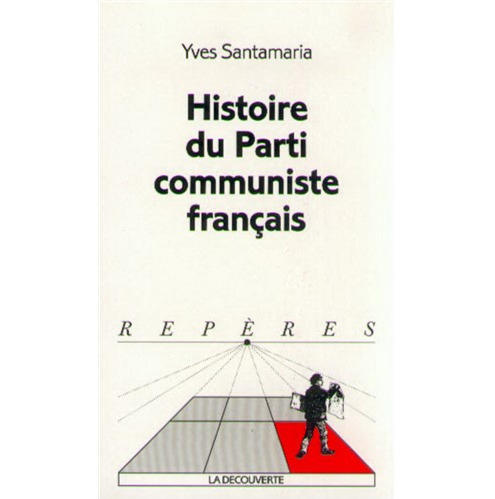 Yves Santamaria
Histoire
du Parti
communiste
français
REPÈRES
LA DECOUVERTE